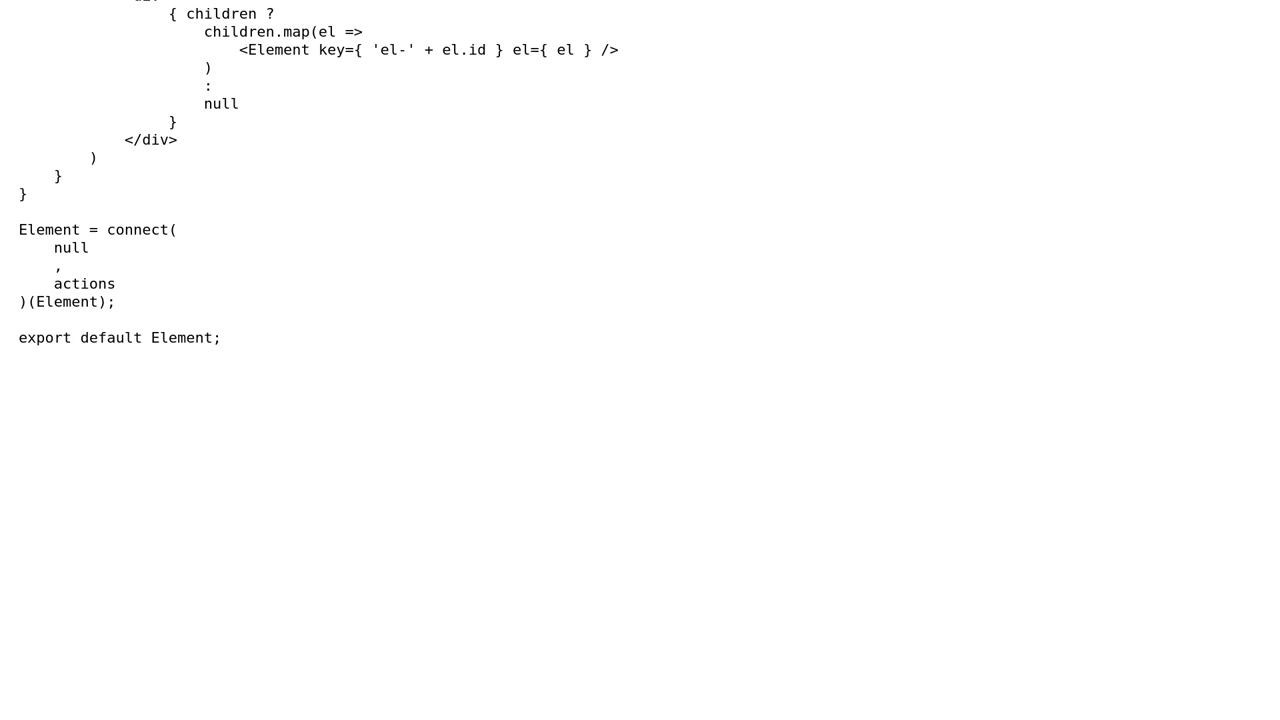 { children ?
children.map(el =>
<Element key={ 'el-' + el.id } el={ el } />
)
:
null
}
</div>
)
}
}
Element = connect(
null
,
actions
)(Element);
export default Element;